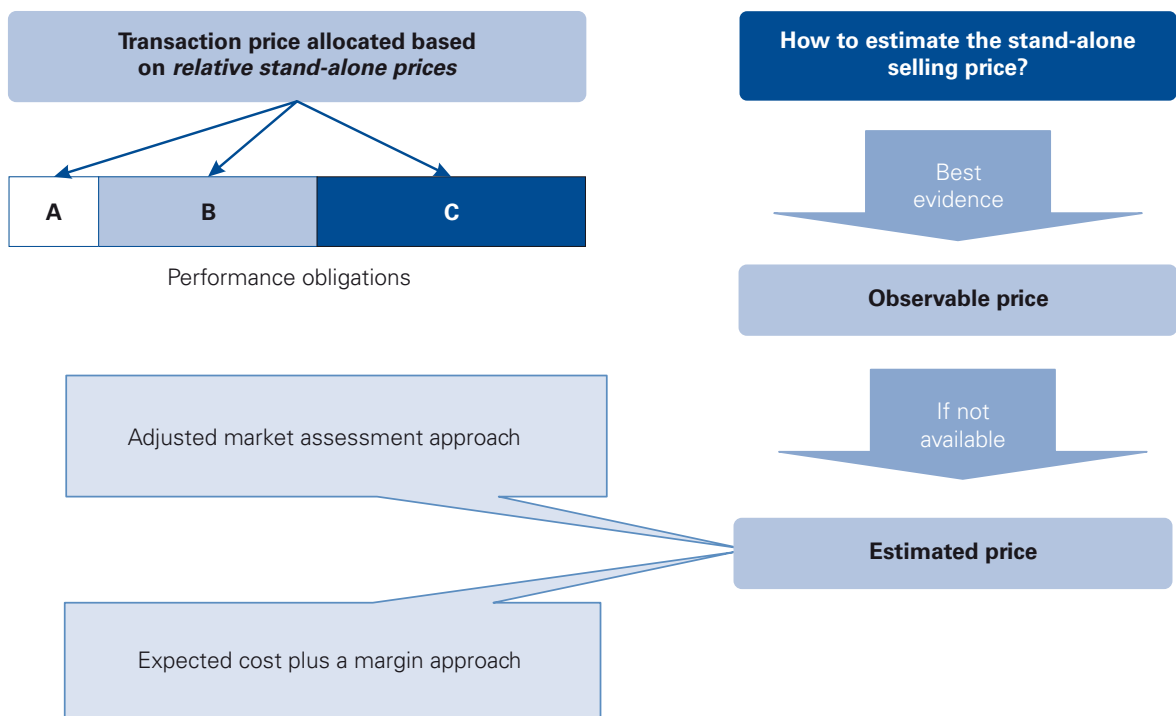 Transaction price allocated based
on relative stand-alone prices
A
B
C
Performance obligations
How to estimate the stand-alone
selling price?
Best
evidence
Observable price
If not
available
Estimated price
Adjusted market assessment approach
Expected cost plus a margin approach